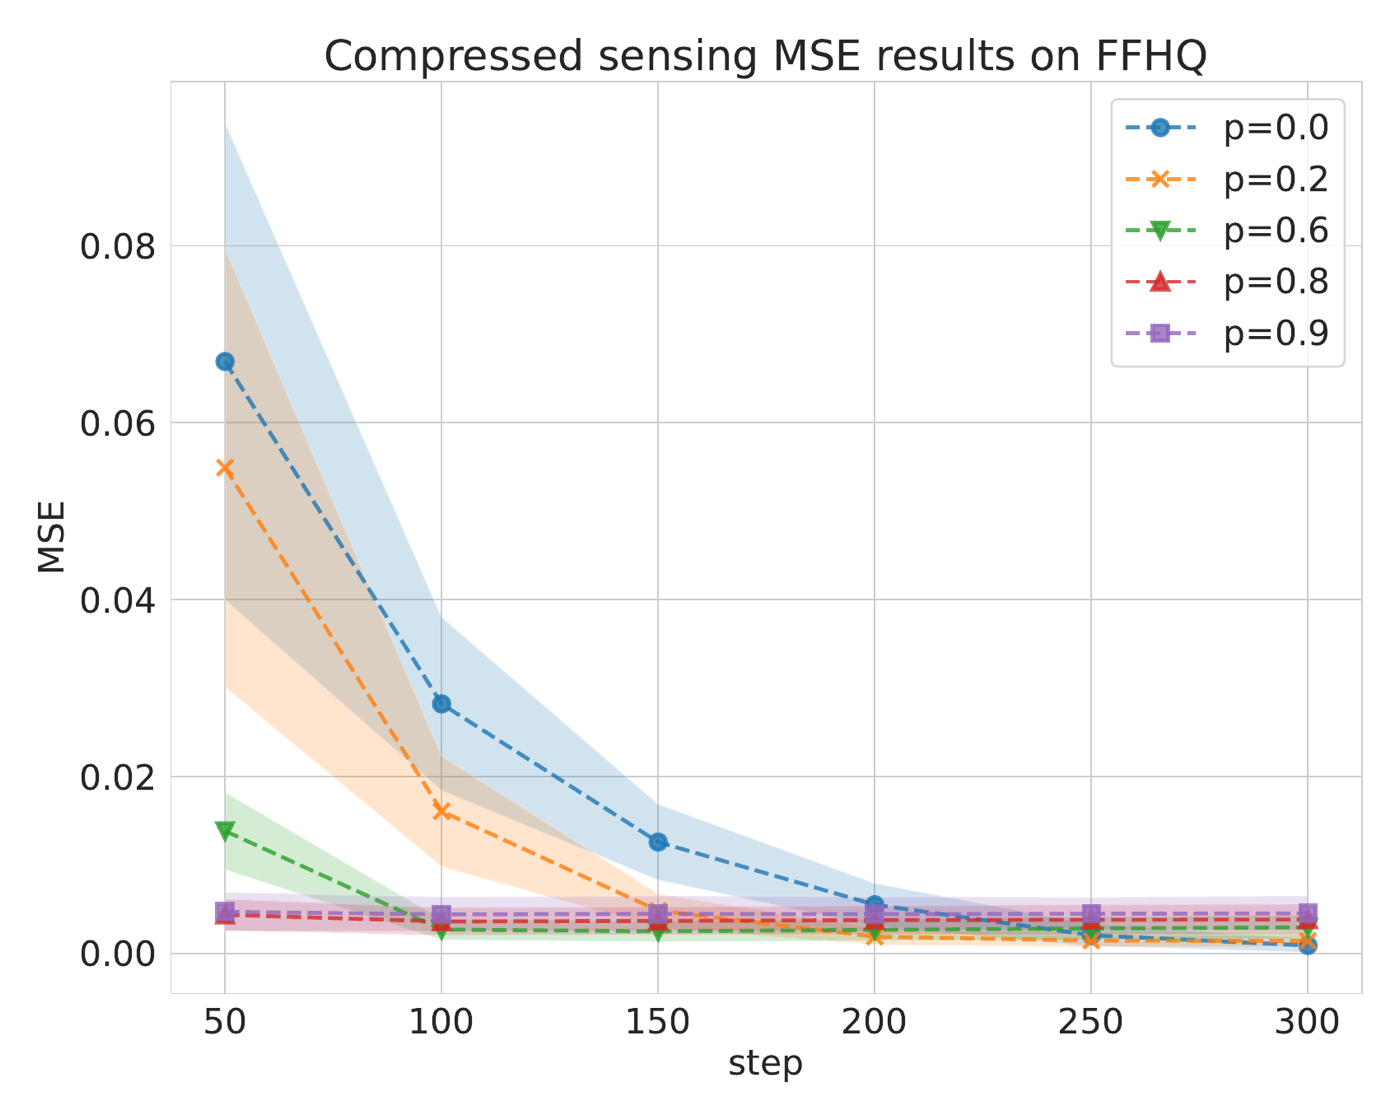 Compressed sensing MSE results on FFHQ
p=0.0
p=0.2
p=0.6
p=0.8
p=0.9
MSE
0.08
0.06
0.04
0.02
0.00
50 100 150 200 250 300
step